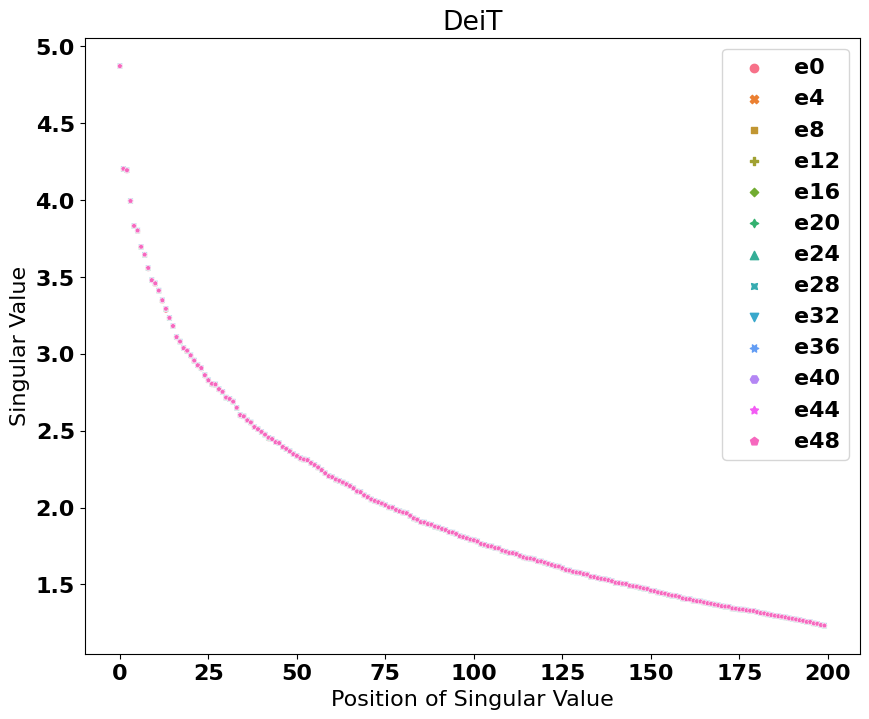 DeiT
5.0
4.5
4.0
3.5
3.0
2.5
2.0
1.5
Singular Value
0 25 50 75 100 125 150 175 200
Position of Singular Value
e0
e4
e8
e12
e16
e20
e24
e28
e32
e36
e40
e44
e48